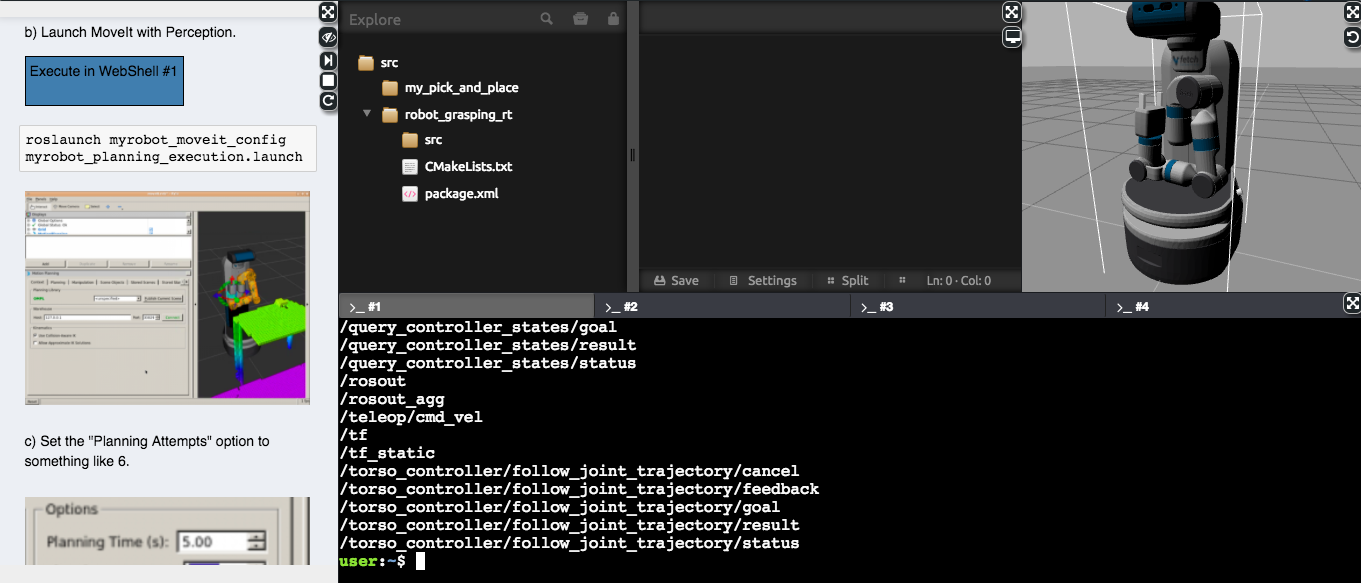 b) Launch MoveIt with Perception.
Execute in WebShell #1
roslaunch myrobot_moveit_config
myrobot_planning_execution.launch
c) Set the "Planning Attempts" option to
something like 6.
Options
Planning Time (s): 5.00
Explore
src
my_pick_and_place
robot_grasping_rt
src
CMakeLists.txt
package.xml
Save Settings Split Ln: 0 · Col: 0
fetch
>_ #1 >_ #2 >_ #3 >_ #4
/query_controller_states/goal
/query_controller_states/result
/query_controller_states/status
/rosout
/rosout_agg
/teleop/cmd_vel
/tf
/tf_static
/torso_controller/follow_joint_trajectory/cancel
/torso_controller/follow_joint_trajectory/feedback
/torso_controller/follow_joint_trajectory/goal
/torso_controller/follow_joint_trajectory/result
/torso_controller/follow_joint_trajectory/status
user:~$